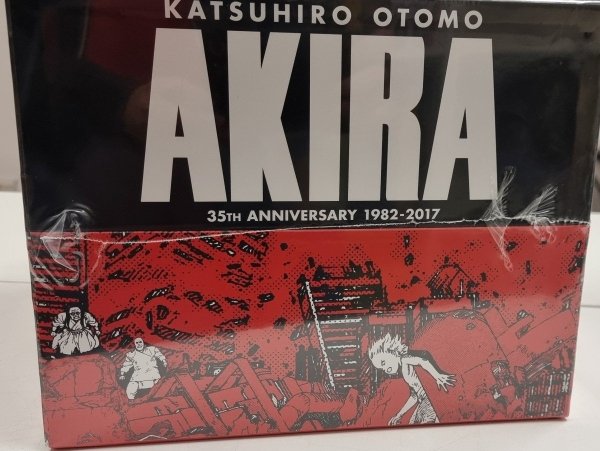 KATSUHIRO OTOMO
AKIRA
35TH ANNIVERSARY 1982-2017